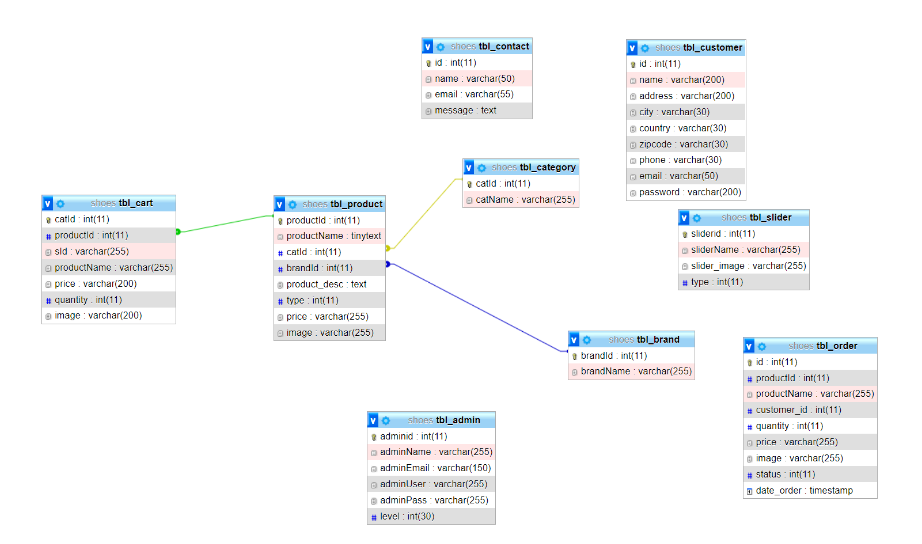 shoes tbl_contact
id : int(11)
name : varchar(50)
email : varchar(55)
message : text
shoes tbl_customer
id : int(11)
name : varchar(200)
address : varchar(200)
city : varchar(30)
country : varchar(30)
zipcode : varchar(30)
phone : varchar(30)
email : varchar(50)
password : varchar(200)
shoes tbl_category
catId : int(11)
catName : varchar(255)
shoes tbl_cart
catId : int(11)
productId : int(11)
sId : varchar(255)
productName : varchar(255)
price : varchar(200)
quantity : int(11)
image : varchar(200)
shoes tbl_product
productId : int(11)
productName : tinytext
catId : int(11)
brandId : int(11)
product_desc : text
type : int(11)
price : varchar(255)
image : varchar(255)
shoes tbl_slider
sliderid : int(11)
sliderName : varchar(255)
slider_image : varchar(255)
type : int(11)
shoes tbl_brand
brandId : int(11)
brandName : varchar(255)
shoes tbl_order
id : int(11)
productId : int(11)
productName : varchar(255)
customer_id : int(11)
quantity : int(11)
price : varchar(255)
image : varchar(255)
status : int(11)
date_order : timestamp
shoes tbl_admin
adminid : int(11)
adminName : varchar(255)
adminEmail : varchar(150)
adminUser : varchar(255)
adminPass : varchar(255)
level : int(30)